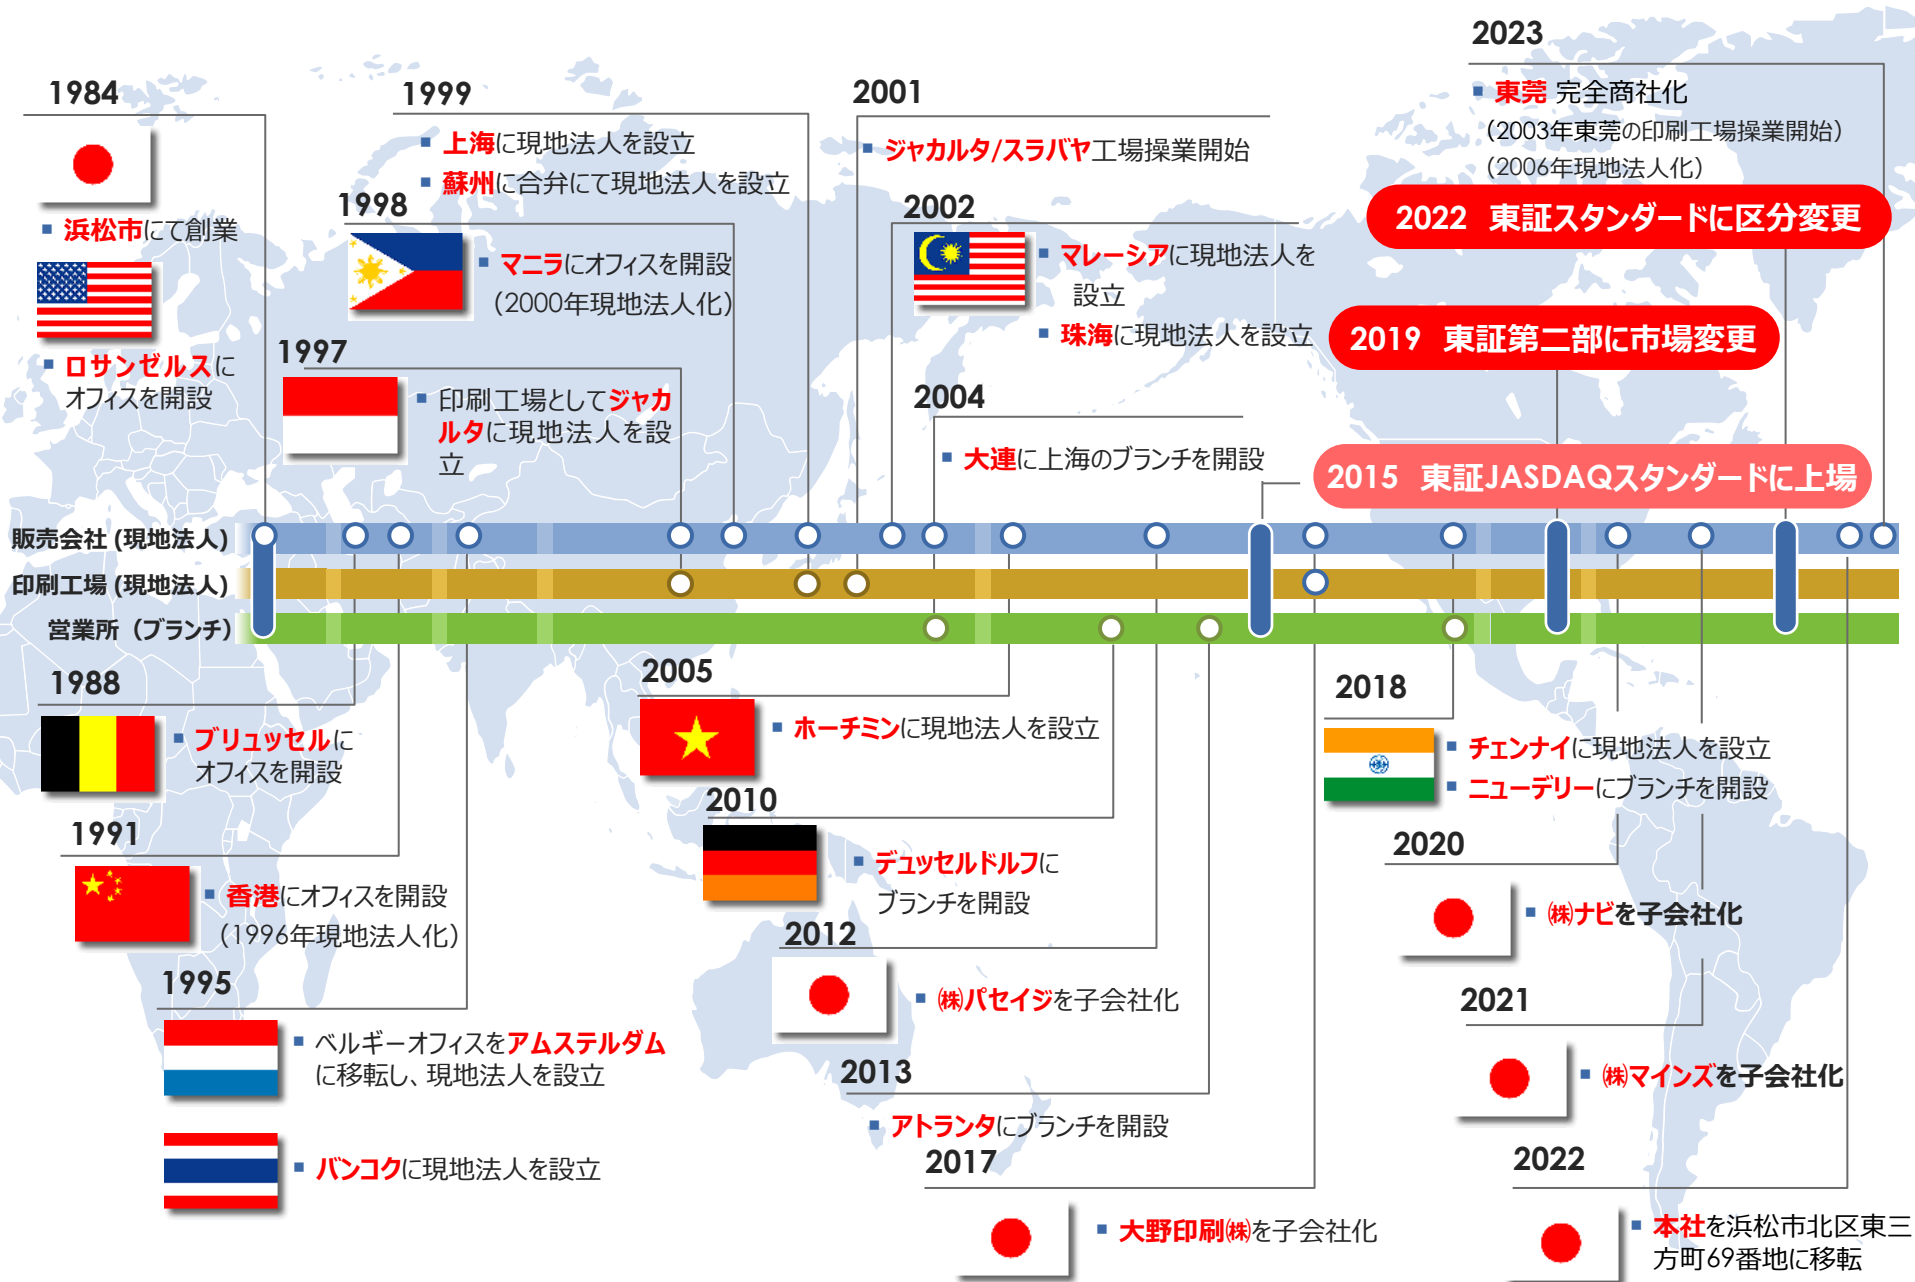 1984
浜松市にて創業
ロサンゼルスに
オフィスを開設
1999
上海に現地法人を設立
蘇州に合弁にて現地法人を設立
1998
マニラにオフィスを開設
(2000年現地法人化)
1997
印刷工場としてジャカ
ルタに現地法人を設
立
2001
ジャカルタ/スラバヤ工場操業開始
2002
マレーシアに現地法人を
設立
珠海に現地法人を設立
2004
大連に上海のブランチを開設
2023
東莞 完全商社化
(2003年東莞の印刷工場操業開始)
(2006年現地法人化)
2022 東証スタンダードに区分変更
2019 東証第二部に市場変更
2015 東証JASDAQスタンダードに上場
販売会社 (現地法人)
印刷工場 (現地法人)
営業所 (ブランチ)
1988
ブリュッセルに
オフィスを開設
1991
香港にオフィスを開設
(1996年現地法人化)
1995
ベルギーオフィスをアムステルダム
に移転し、現地法人を設立
バンコクに現地法人を設立
2005
ホーチミンに現地法人を設立
2010
デュッセルドルフに
ブランチを開設
2012
㈱パセイジを子会社化
2013
アトランタにブランチを開設
2017
大野印刷㈱を子会社化
2018
チェンナイに現地法人を設立
ニューデリーにブランチを開設
2020
㈱ナビを子会社化
2021
㈱マインズを子会社化
2022
本社を浜松市北区東三
方町69番地に移転